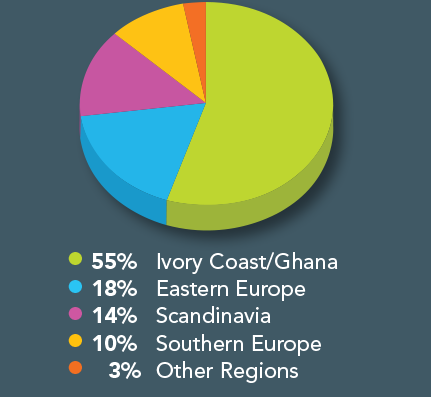 55% Ivory Coast/Ghana
18% Eastern Europe
14% Scandinavia
10% Southern Europe
3% Other Regions